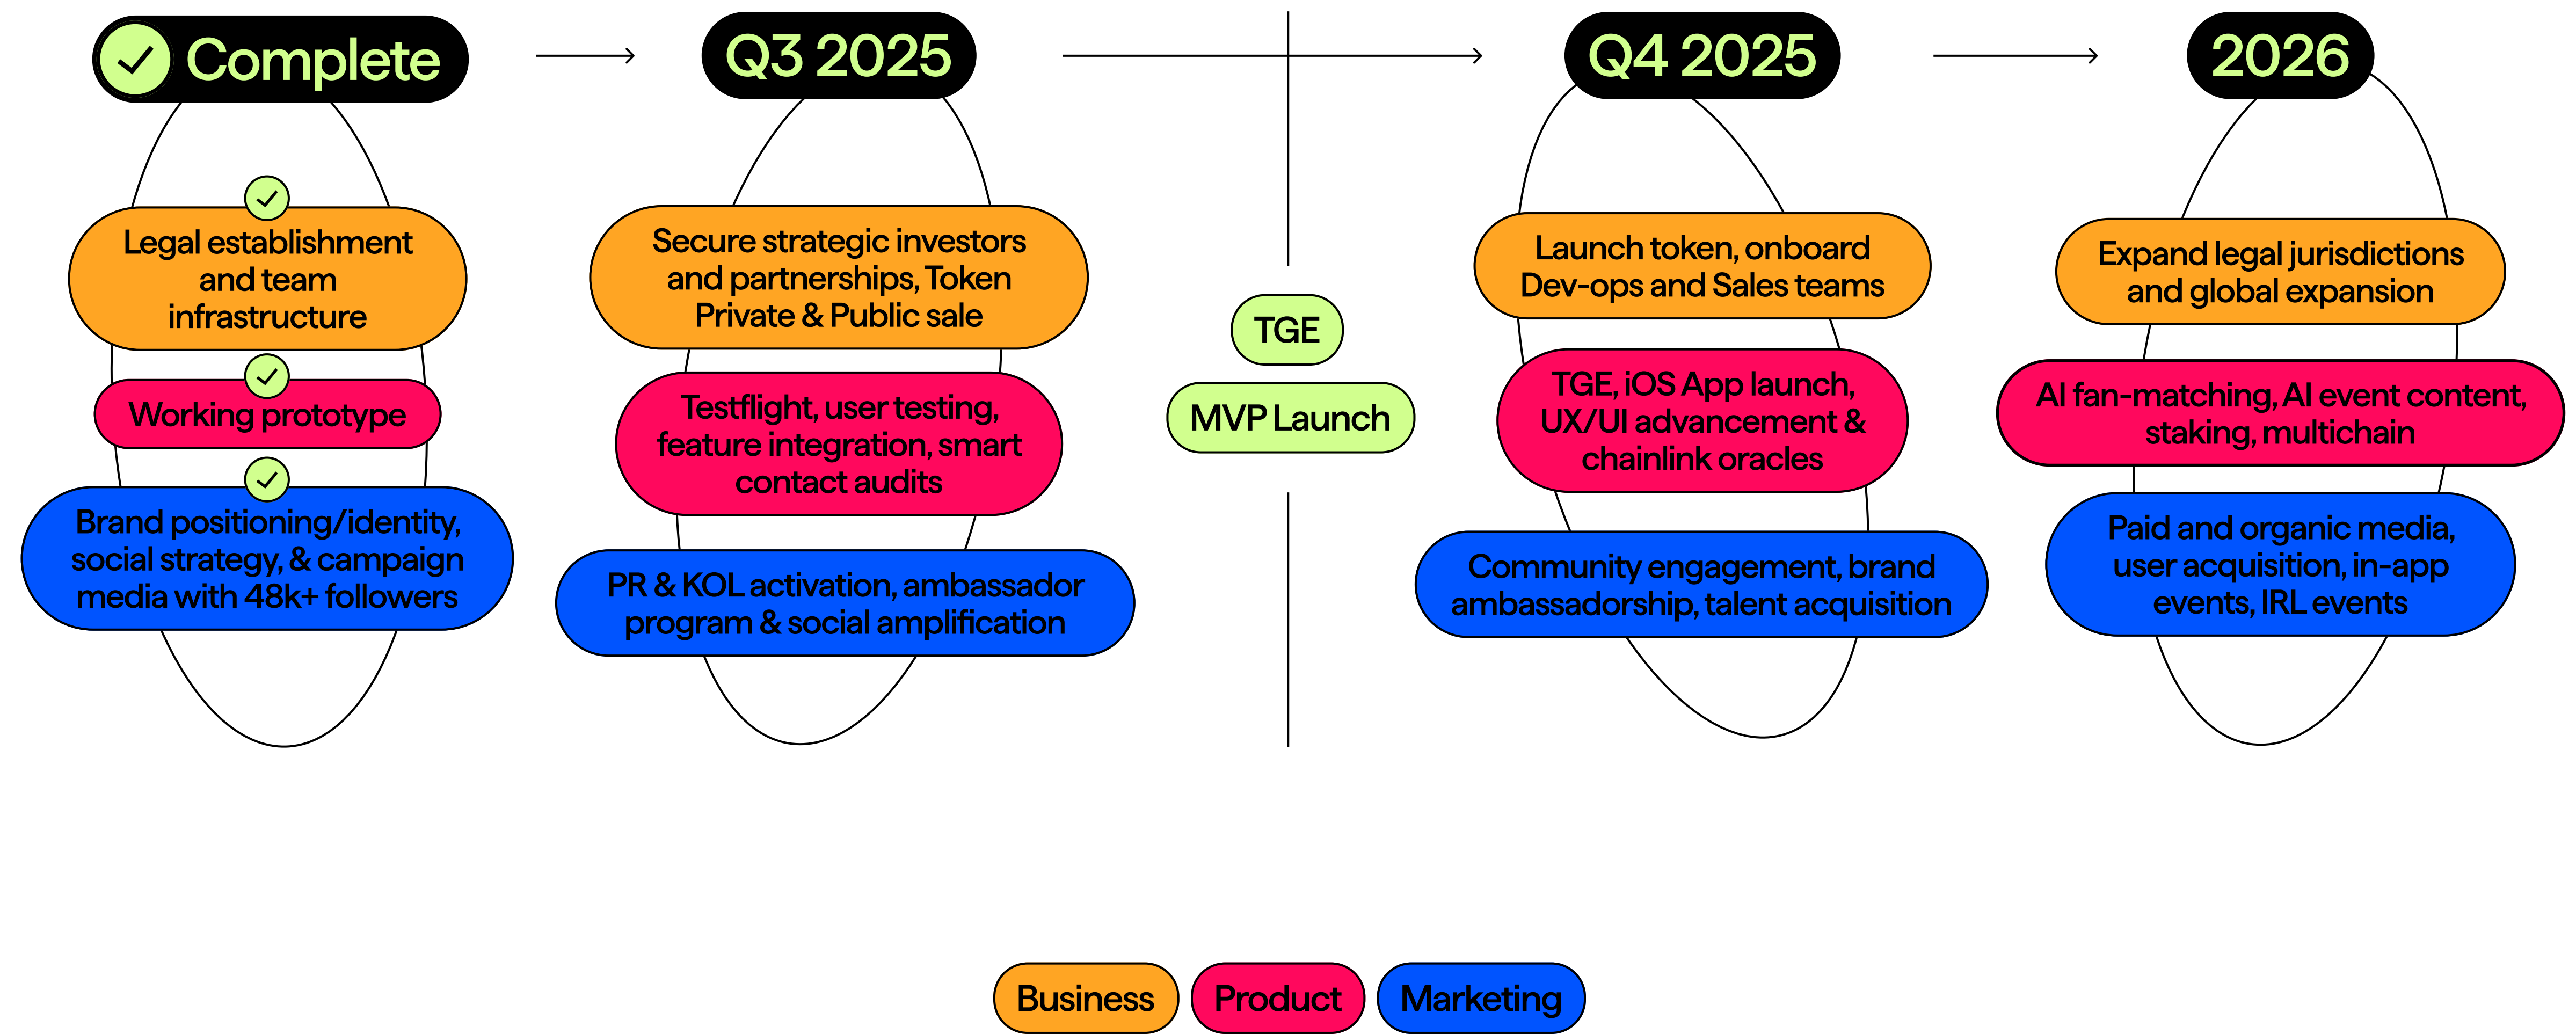 Complete
Legal establishment
and team
infrastructure
Working prototype
Brand positioning/identity,
social strategy, & campaign
media with 48k+ followers
Q3 2025
Secure strategic investors
and partnerships, Token
Private & Public sale
Testflight, user testing,
feature integration, smart
contact audits
PR & KOL activation, ambassador
program & social amplification
TGE
MVP Launch
Q4 2025
Launch token, onboard
Dev-ops and Sales teams
TGE, iOS App launch,
UX/UI advancement &
chainlink oracles
Community engagement, brand
ambassadorship, talent acquisition
2026
Expand legal jurisdictions
and global expansion
AI fan-matching, AI event content,
staking, multichain
Paid and organic media,
user acquisition, in-app
events, IRL events
Business
Product
Marketing